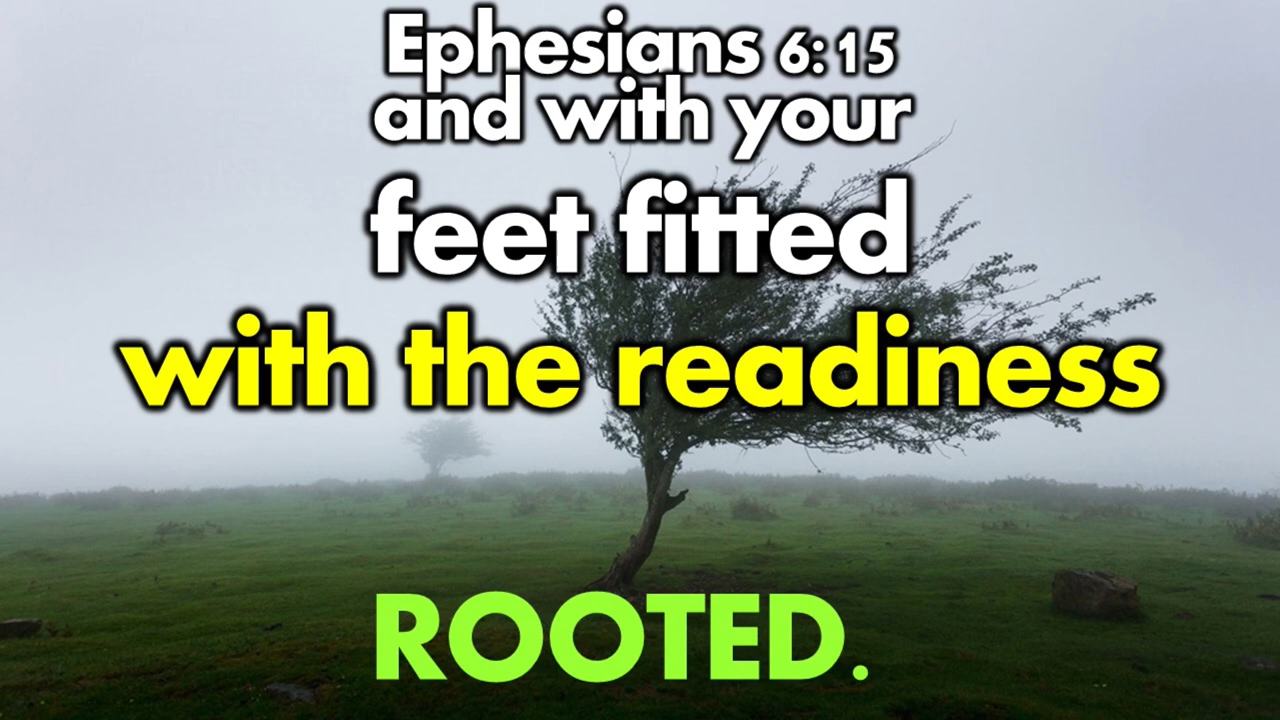 Ephesians 6:15
and with your
feet fitted
with the readiness
ROOTED.